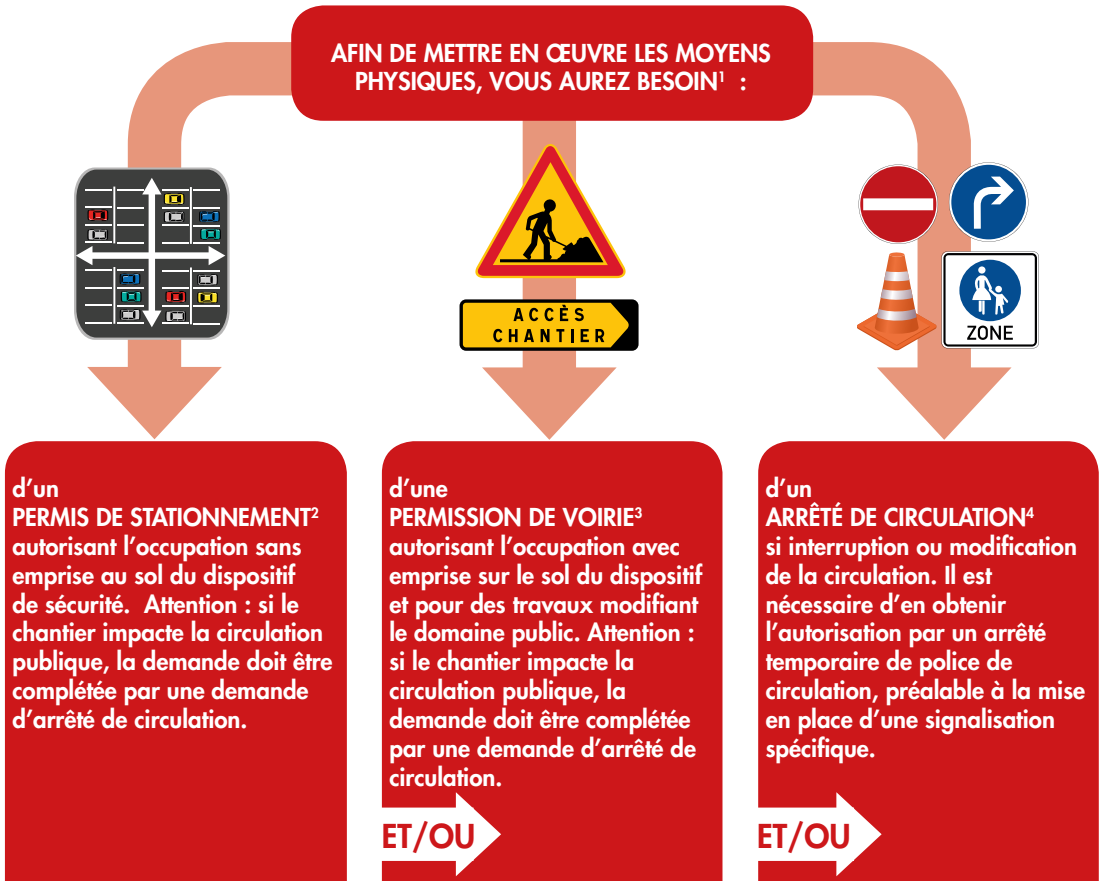 AFIN DE METTRE EN ŒUVRE LES MOYENS
PHYSIQUES, VOUS AUREZ BESOIN¹ :
ACCÈS
CHANTIER
ZONE
d’un
PERMIS DE STATIONNEMENT²
autorisant l’occupation sans
emprise au sol du dispositif
de sécurité. Attention : si le
chantier impacte la circulation
publique, la demande doit être
complétée par une demande
d’arrêté de circulation.
d’une
PERMISSION DE VOIRIE³
autorisant l’occupation avec
emprise sur le sol du dispositif
et pour des travaux modifiant
le domaine public. Attention :
si le chantier impacte la
circulation publique, la
demande doit être complétée
par une demande d’arrêté de
circulation.
ET/OU
d’un
ARRÊTÉ DE CIRCULATION⁴
si interruption ou modification
de la circulation. Il est
nécessaire d’en obtenir
l’autorisation par un arrêté
temporaire de police de
circulation, préalable à la mise
en place d’une signalisation
spécifique.
ET/OU